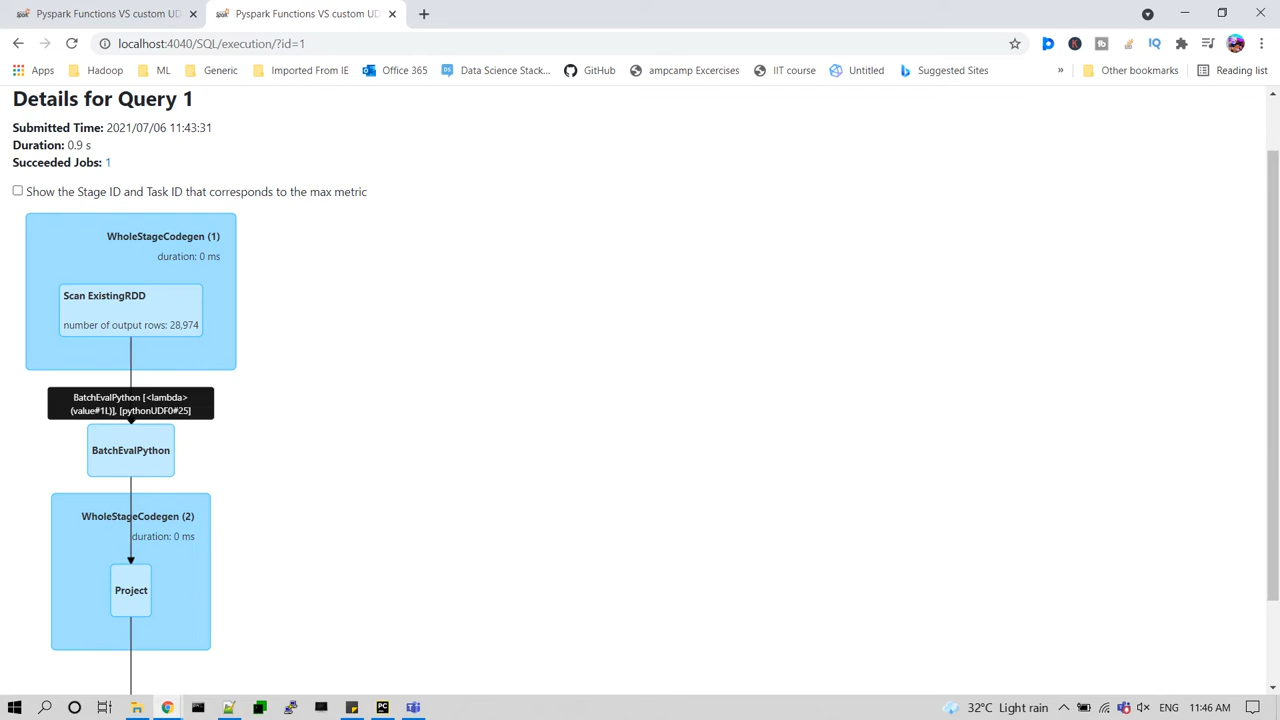 Pyspark Functions VS custom UD
Pyspark Functions VS custom UD
localhost:4040/SQL/execution/?id=1
Apps Hadoop ML Generic Imported From IE Office 365 Data Science Stack... GitHub ampcamp Excercises IIT course Untitled Suggested Sites » Other bookmarks Reading list
Details for Query 1
Submitted Time: 2021/07/06 11:43:31
Duration: 0.9 s
Succeeded Jobs: 1
Show the Stage ID and Task ID that corresponds to the max metric
WholeStageCodegen (1)
duration: 0 ms
Scan ExistingRDD
number of output rows: 28,974
BatchEvalPython [<lambda>
(value#1L)], [pythonUDF0#25]
BatchEvalPython
WholeStageCodegen (2)
duration: 0 ms
Project
32°C Light rain ENG 11:46 AM